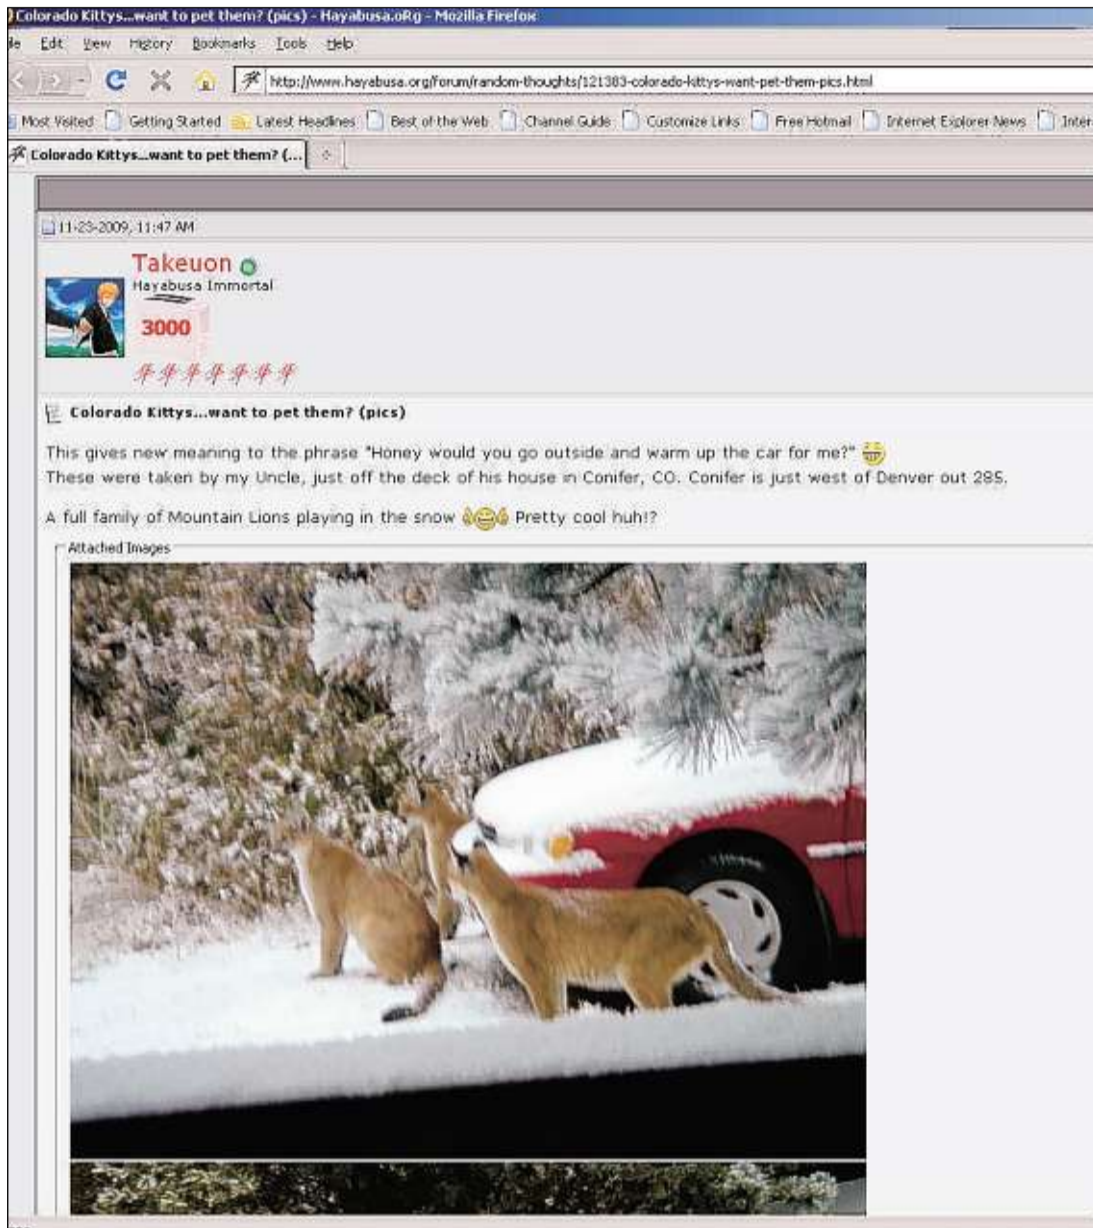 Colorado Kittys...want to pet them? (pics) - Hayabusa.oRg - Mozilla Firefox
Edit View History Bookmarks Tools Help
http://www.hayabusa.org/forum/random-thoughts/121383-colorado-kittys-want-pet-them-pics.html
Most Visited Getting Started Latest Headlines Best of the Web Channel Guide Customize Links Free Hotmail Internet Explorer News Inter
Colorado Kittys...want to pet them? (...
11-23-2009, 11:47 AM
Takeuon
Hayabusa Immortal
3000
Colorado Kittys...want to pet them? (pics)
This gives new meaning to the phrase "Honey would you go outside and warm up the car for me?"
These were taken by my Uncle, just off the deck of his house in Conifer, CO. Conifer is just west of Denver out 285.
A full family of Mountain Lions playing in the snow Pretty cool huh!?
Attached Images